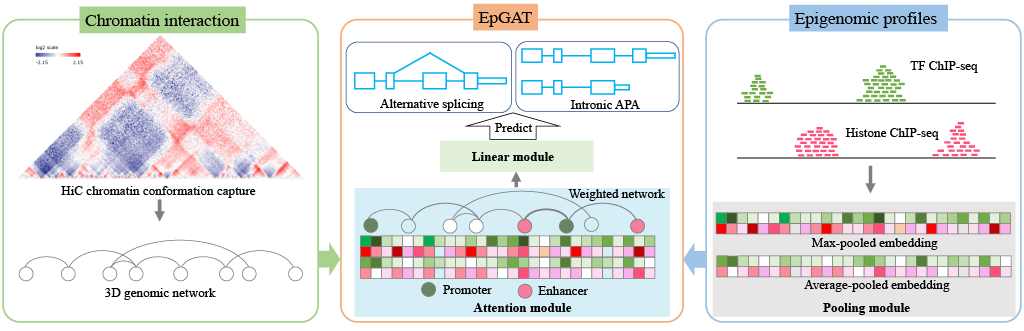 Chromatin interaction
log2 scale
-2.15
2.15
HiC chromatin conformation capture
3D genomic network
EpGAT
Alternative splicing
Intronic APA
Predict
Linear module
Weighted network
Promoter
Enhancer
Attention module
Epigenomic profiles
TF ChIP-seq
Histone ChIP-seq
Max-pooled embedding
Average-pooled embedding
Pooling module